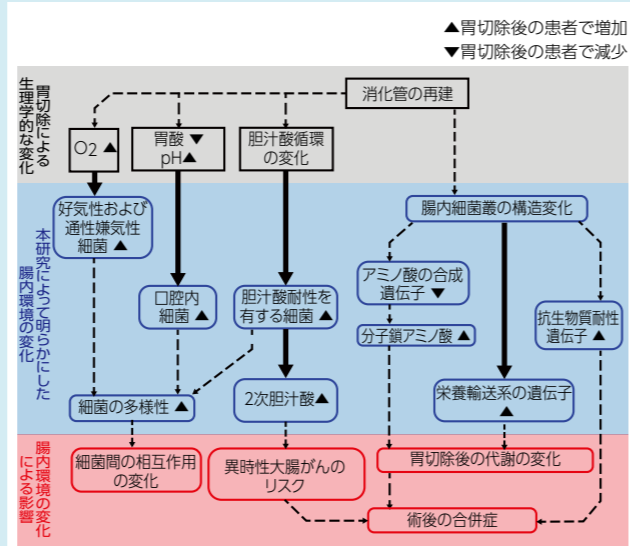 ▲胃切除後の患者で増加
▼胃切除後の患者で減少
胃切除による
生理学的な変化
消化管の再建
O2 ▲
胃酸 ▼
pH▲
胆汁酸循環
の変化
本研究によって明らかにした
腸内環境の変化
好気性および
通性嫌気性
細菌 ▲
腸内細菌叢の構造変化
口腔内
細菌 ▲
胆汁酸耐性を
有する細菌 ▲
アミノ酸の合成
遺伝子 ▼
分子鎖アミノ酸 ▲
抗生物質耐性
遺伝子 ▲
細菌の多様性 ▲
2次胆汁酸▲
栄養輸送系の遺伝子
▲
腸内環境の変化
による影響
細菌間の相互作用
の変化
異時性大腸がんの
リスク
胃切除後の代謝の変化
術後の合併症